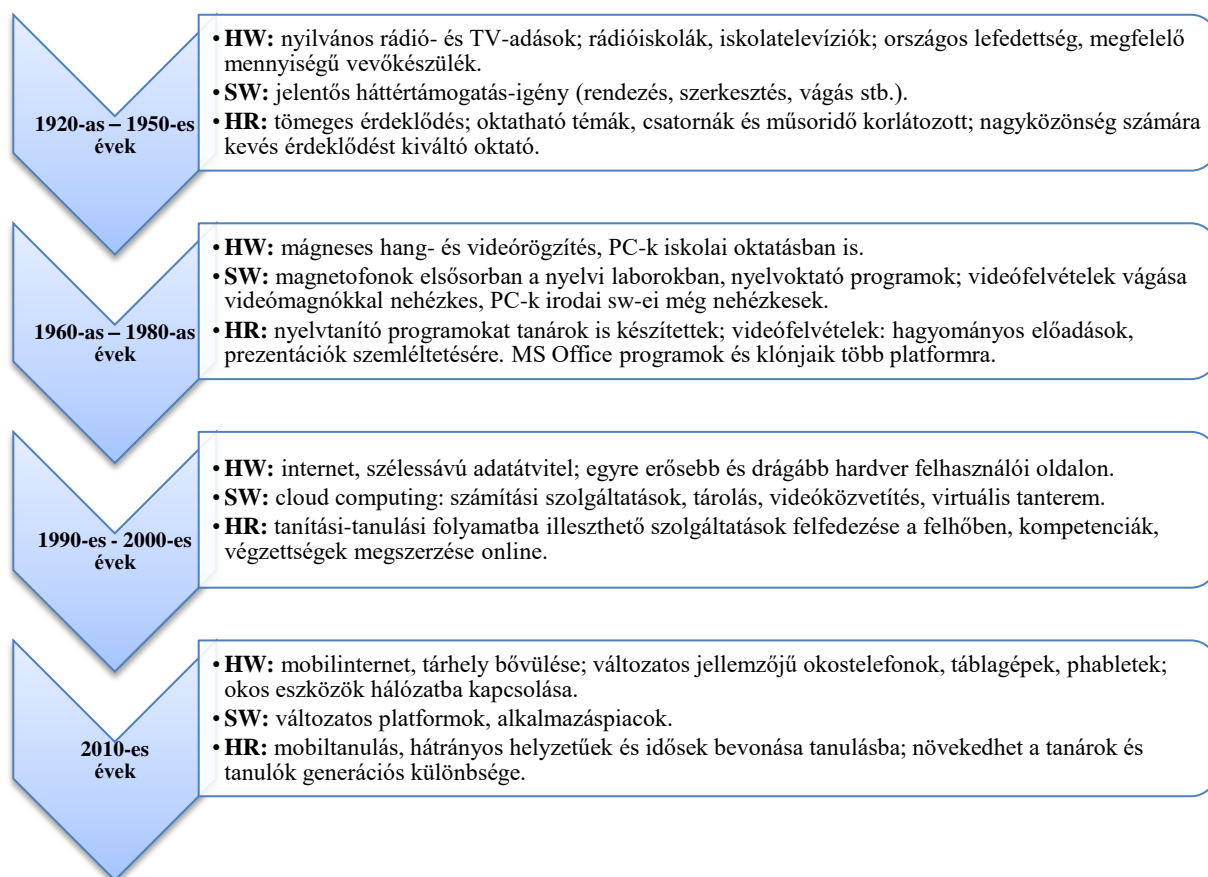 1920-as – 1950-es
évek
• HW: nyilvános rádió- és TV-adások; rádióiskolák, iskolatelevíziók; országos lefedettség, megfelelő
mennyiségű vevőkészülék.
• SW: jelentős háttértámogatás-igény (rendezés, szerkesztés, vágás stb.).
• HR: tömeges érdeklődés; oktatható témák, csatornák és műsoridő korlátozott; nagyközönség számára
kevés érdeklődést kiváltó oktató.
1960-as – 1980-as
évek
• HW: mágneses hang- és videórögzítés, PC-k iskolai oktatásban is.
• SW: magnetofonok elsősorban a nyelvi laborokban, nyelvoktató programok; videófelvételek vágása
videómagnókkal nehézkes, PC-k irodai sw-ei még nehézkesek.
• HR: nyelvtanító programokat tanárok is készítettek; videófelvételek: hagyományos előadások,
prezentációk szemléltetésére. MS Office programok és klónjaik több platformra.
1990-es - 2000-es
évek
• HW: internet, szélessávú adatátvitel; egyre erősebb és drágább hardver felhasználói oldalon.
• SW: cloud computing: számítási szolgáltatások, tárolás, videóközvetítés, virtuális tanterem.
• HR: tanítási-tanulási folyamatba illeszthető szolgáltatások felfedezése a felhőben, kompetenciák,
végzettségek megszerzése online.
2010-es
évek
• HW: mobilinternet, tárhely bővülése; változatos jellemzőjű okostelefonok, táblagépek, phabletek;
okos eszközök hálózatba kapcsolása.
• SW: változatos platformok, alkalmazáspiacok.
• HR: mobiltanulás, hátrányos helyzetűek és idősek bevonása tanulásba; növekedhet a tanárok és
tanulók generációs különbsége.